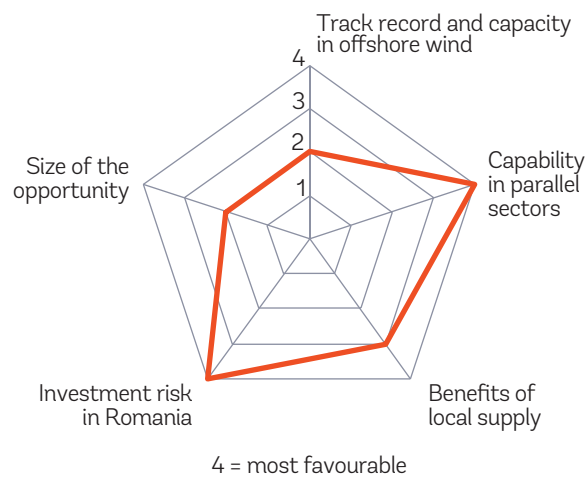 Track record and capacity
in offshore wind
4
3
2
1
Size of the
opportunity
Capability
in parallel
sectors
Investment risk
in Romania
Benefits of
local supply
4 = most favourable